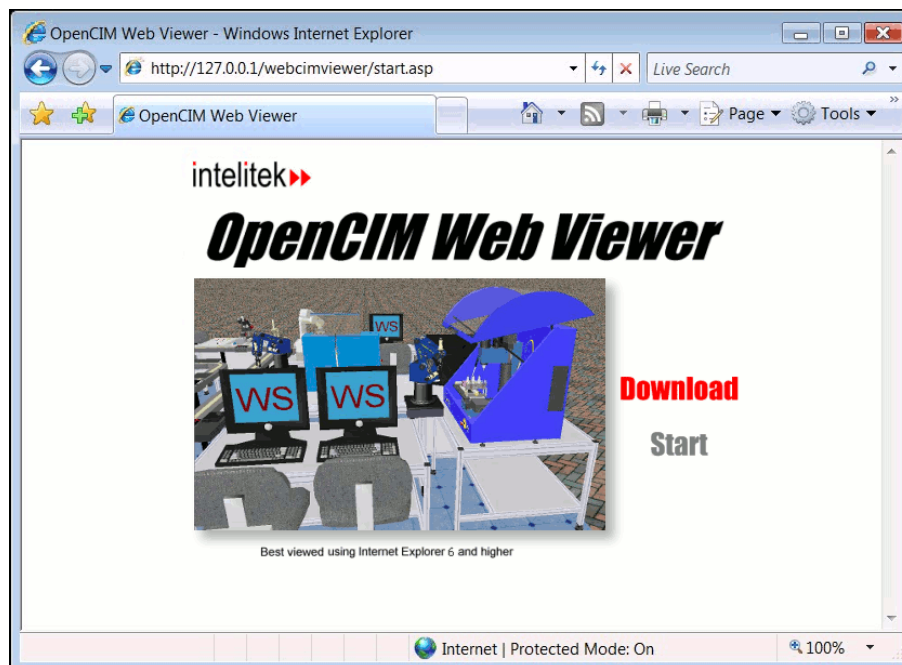 OpenCIM Web Viewer - Windows Internet Explorer
http://127.0.0.1/webcimviewer/start.asp
Live Search
OpenCIM Web Viewer
Page
Tools
»
intelitek
OpenCIM Web Viewer
WS
WS
WS
Download
Start
Best viewed using Internet Explorer 6 and higher
Internet | Protected Mode: On
100%